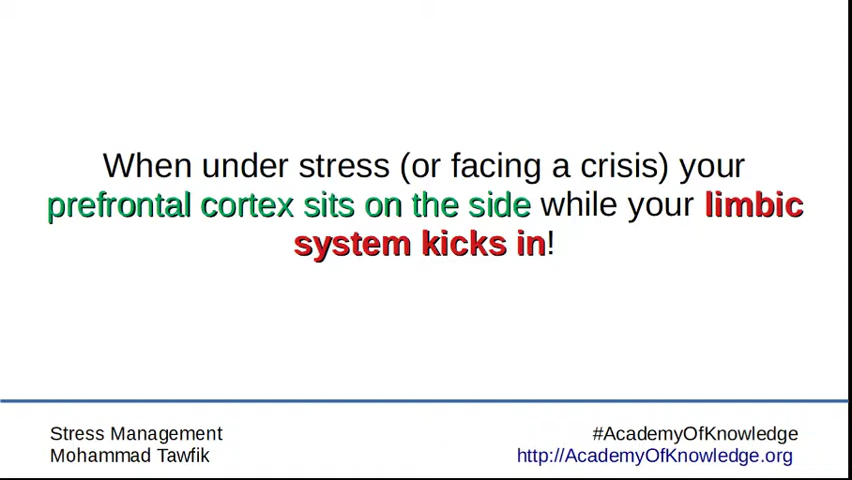 When under stress (or facing a crisis) your
prefrontal cortex sits on the side while your limbic
system kicks in!
Stress Management
Mohammad Tawfik
#AcademyOfKnowledge
http://AcademyOfKnowledge.org